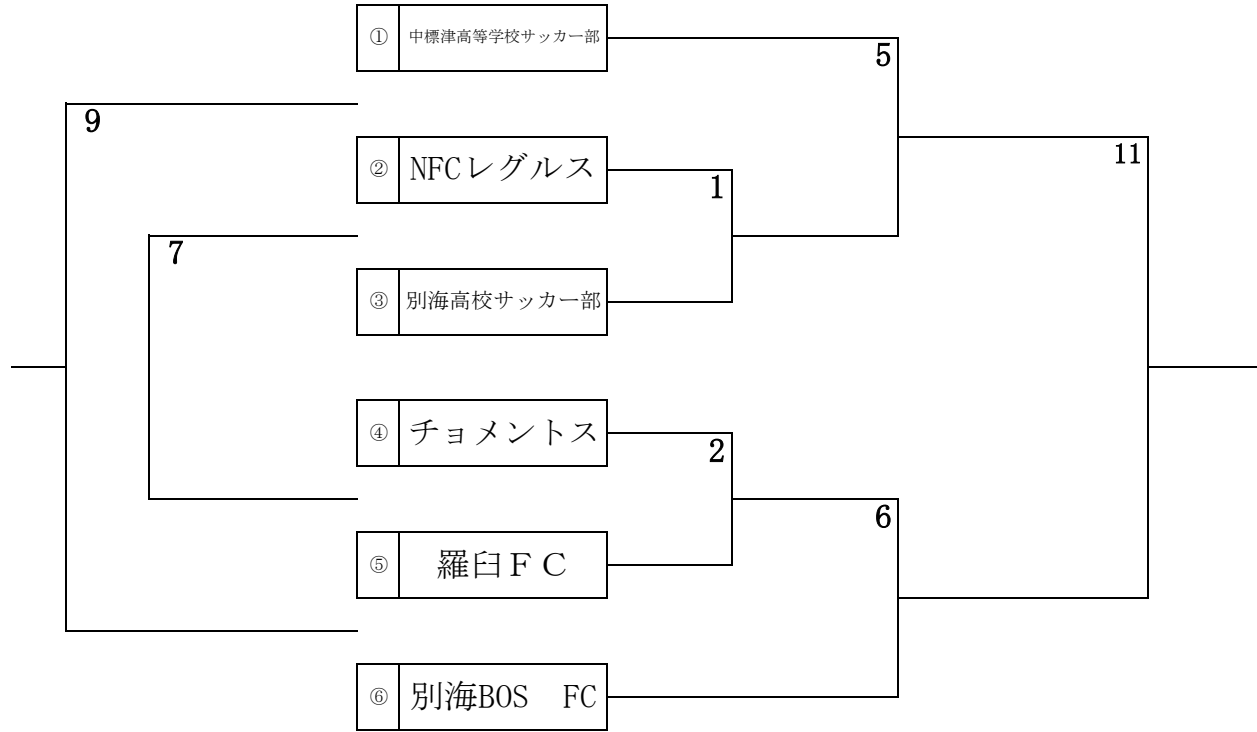 ① 中標津高等学校サッカー部
5
9
11
② NFCレグルス
1
7
③ 別海高校サッカー部
④ チョメントス
2
6
⑤ 羅臼ＦＣ
⑥ 別海BOS　FC